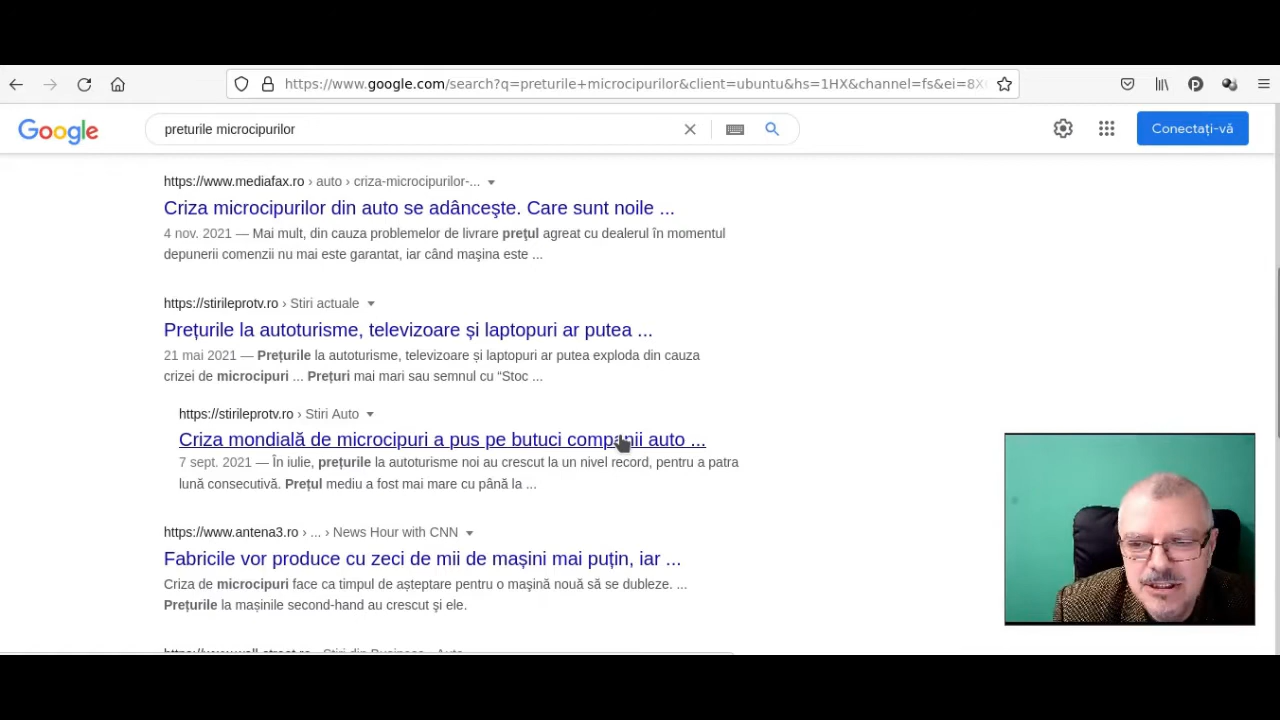 https://www.google.com/search?q=preturile+microcipurilor&client=ubuntu&hs=1HX&channel=fs&ei=8X
Google
preturile microcipurilor
Conectați-vă
https://www.mediafax.ro › auto › criza-microcipurilor-...
Criza microcipurilor din auto se adânceşte. Care sunt noile ...
4 nov. 2021 — Mai mult, din cauza problemelor de livrare preţul agreat cu dealerul în momentul
depunerii comenzii nu mai este garantat, iar când maşina este ...
https://stirileprotv.ro › Stiri actuale
Prețurile la autoturisme, televizoare și laptopuri ar putea ...
21 mai 2021 — Prețurile la autoturisme, televizoare și laptopuri ar putea exploda din cauza
crizei de microcipuri ... Prețuri mai mari sau semnul cu “Stoc ...
https://stirileprotv.ro › Stiri Auto
Criza mondială de microcipuri a pus pe butuci companii auto ...
7 sept. 2021 — În iulie, prețurile la autoturisme noi au crescut la un nivel record, pentru a patra
lună consecutivă. Prețul mediu a fost mai mare cu până la ...
https://www.antena3.ro › ... › News Hour with CNN
Fabricile vor produce cu zeci de mii de mașini mai puțin, iar ...
Criza de microcipuri face ca timpul de așteptare pentru o maşină nouă să se dubleze. ...
Prețurile la mașinile second-hand au crescut şi ele.